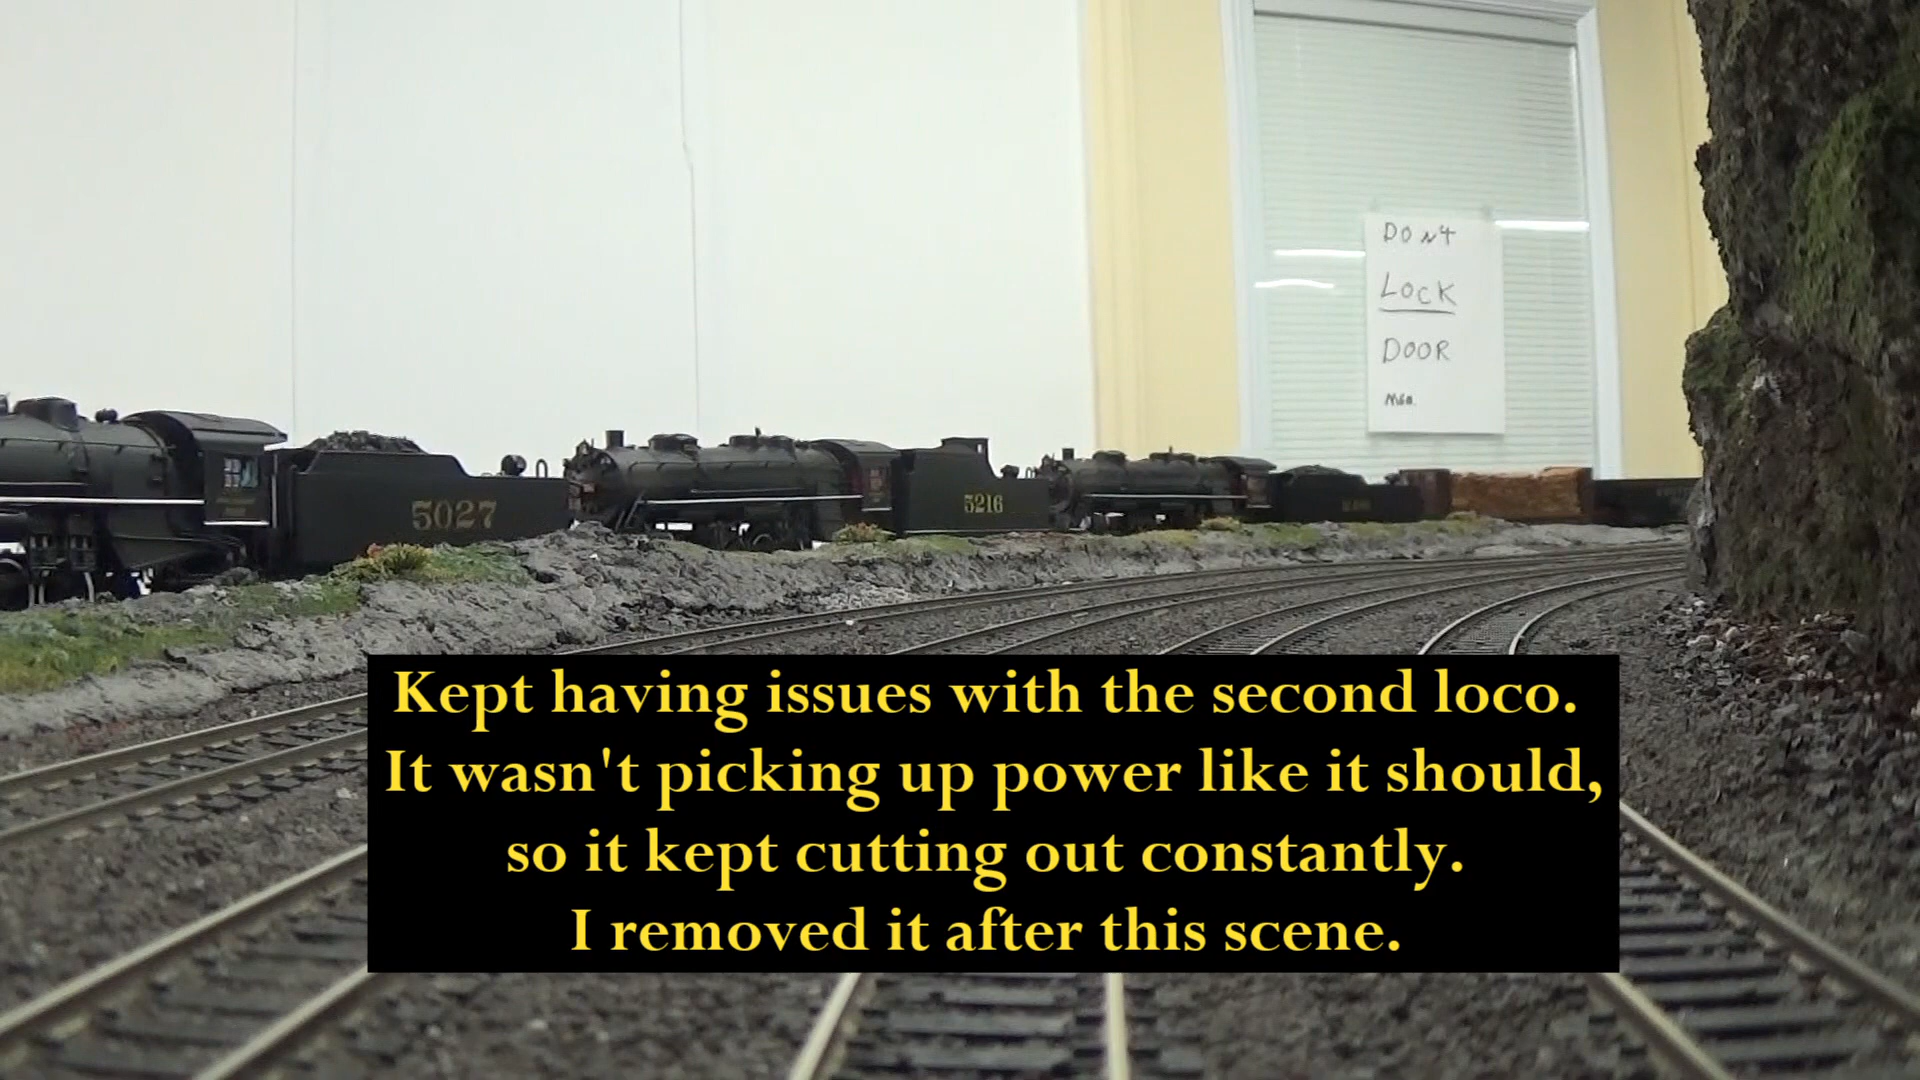 DON4
LOCK
DOOR
5027
5216
Kept having issues with the second loco.
It wasn't picking up power like it should,
so it kept cutting out constantly.
I removed it after this scene.